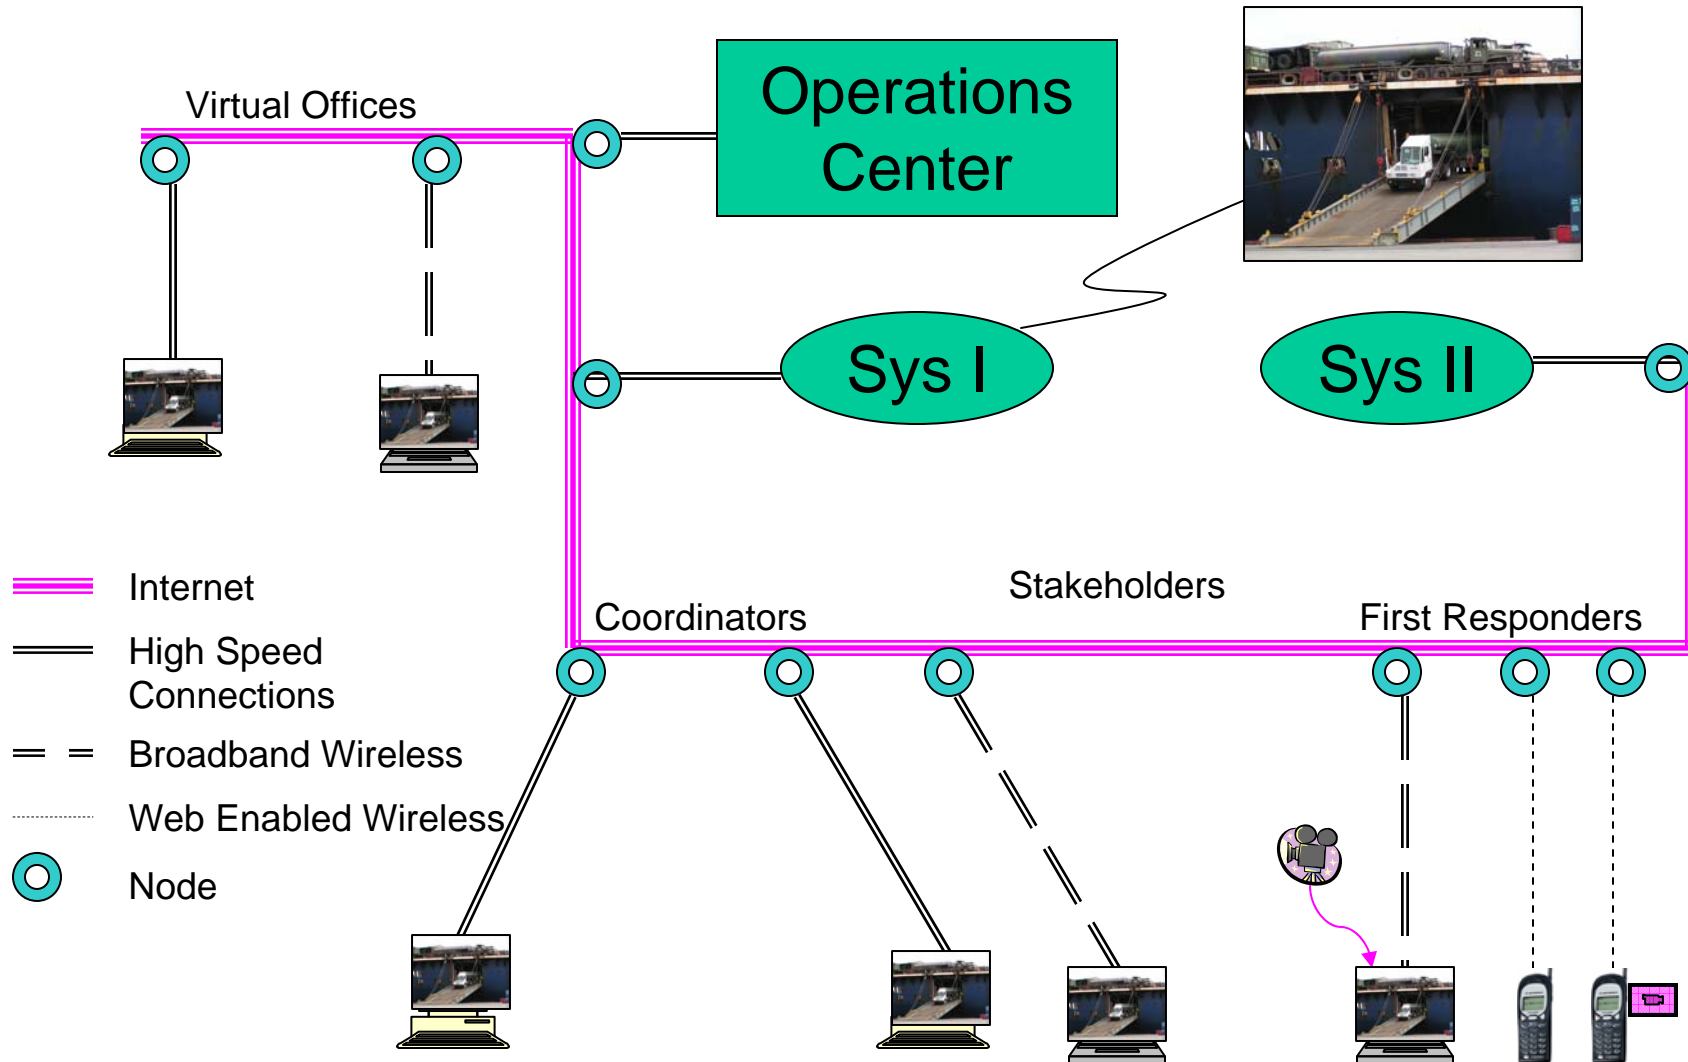 Operations
Center
Virtual Offices
Sys I
Sys II
Internet
High Speed
Connections
Broadband Wireless
Web Enabled Wireless
Node
Coordinators
Stakeholders
First Responders